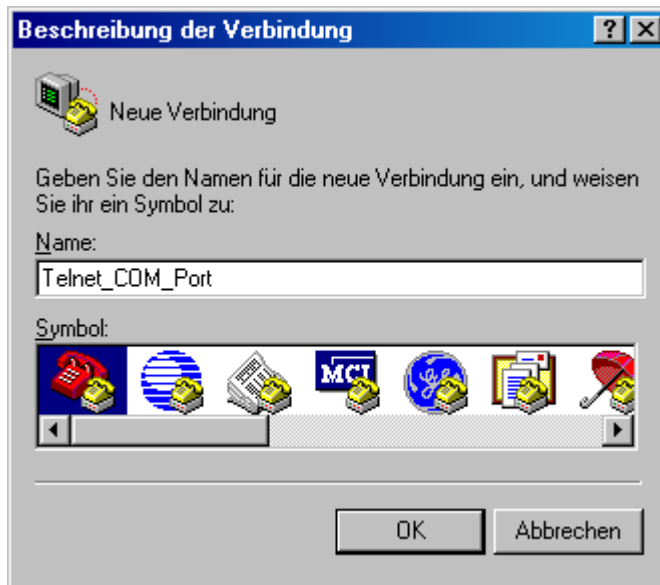 Beschreibung der Verbindung
Neue Verbindung
Geben Sie den Namen für die neue Verbindung ein, und weisen
Sie ihr ein Symbol zu:
Name:
Telnet_COM_Port
Symbol:
MCI
OK
Abbrechen